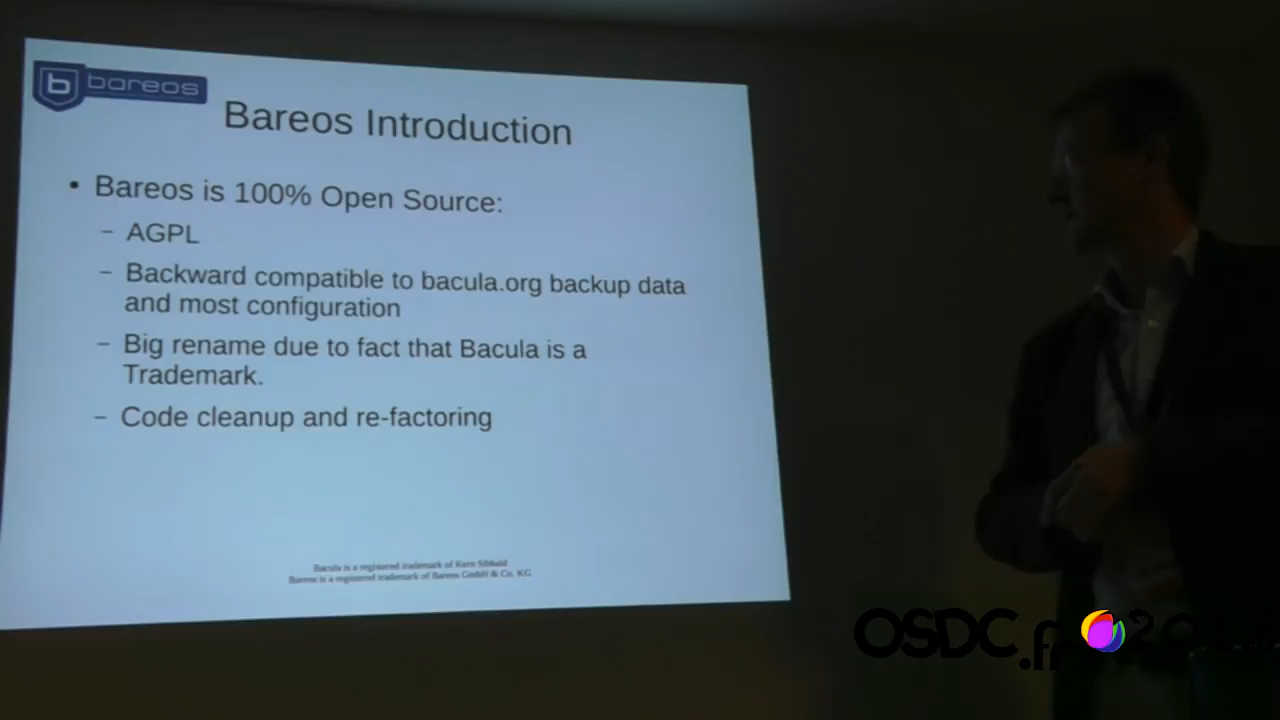 bareos
Bareos Introduction
• Bareos is 100% Open Source:
– AGPL
– Backward compatible to bacula.org backup data
and most configuration
– Big rename due to fact that Bacula is a
Trademark.
– Code cleanup and re-factoring
Bacula is a registered trademark of Kern Sibbald
Bareos is a registered trademark of Bareos GmbH & Co. KG
OSDC.fr